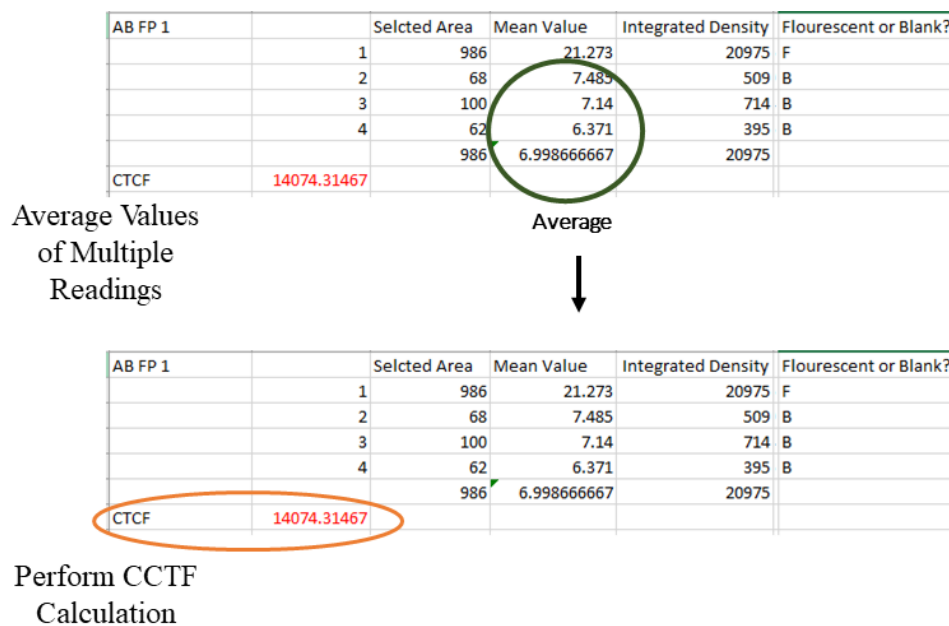 AB FP 1 Selcted Area Mean Value Integrated Density Flourescent or Blank?
1 986 21.273 20975 F
2 68 7.485 509 B
3 100 7.14 714 B
4 62 6.371 395 B
986 6.998666667 20975
CTCF 14074.31467
Average Values
of Multiple
Readings
Average
AB FP 1 Selcted Area Mean Value Integrated Density Flourescent or Blank?
1 986 21.273 20975 F
2 68 7.485 509 B
3 100 7.14 714 B
4 62 6.371 395 B
986 6.998666667 20975
CTCF 14074.31467
Perform CCTF
Calculation